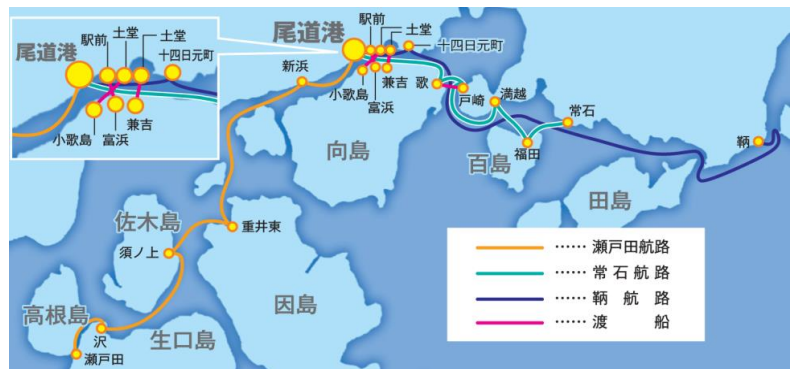 尾道港
駅前
土堂
土堂
十四日元町
小歌島
富浜
兼吉
尾道港
駅前
土堂
十四日元町
新浜
小歌島
富浜
兼吉
歌
戸崎
満越
常石
福田
鞆
向島
百島
田島
佐木島
重井東
須ノ上
因島
高根島
沢
瀬戸田
生口島
……瀬戸田航路
……常石航路
……鞆航路
……渡船